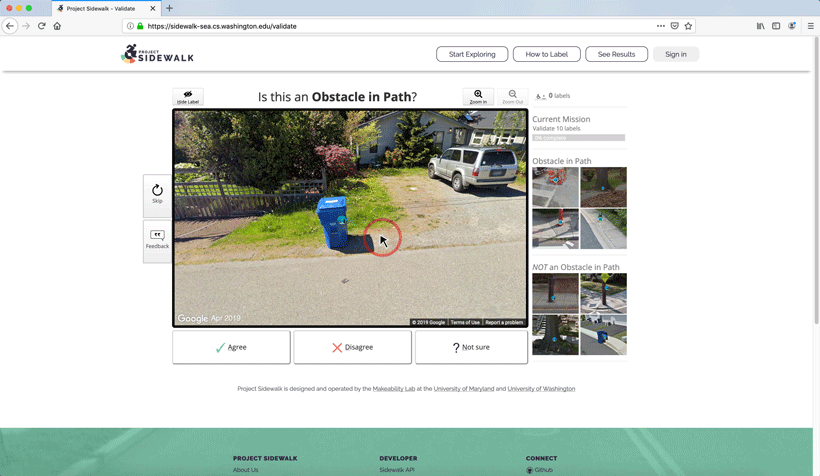 Project Sidewalk - Validate
https://sidewalk-sea.cs.washington.edu/validate
PROJECT
SIDEWALK
Start Exploring
How to Label
See Results
Sign in
Hide Label
Is this an Obstacle in Path?
Zoom In
Zoom Out
0 labels
Current Mission
Validate 10 labels
Obstacle in Path
Skip
Feedback
NOT an Obstacle in Path
Google Apr 2019
© 2019 Google
Terms of Use
Report a problem
Agree
Disagree
Not sure
Project Sidewalk is designed and operated by the Makeability Lab at the University of Maryland and University of Washington
PROJECT SIDEWALK
DEVELOPER
CONNECT
About Us
Sidewalk API
Github